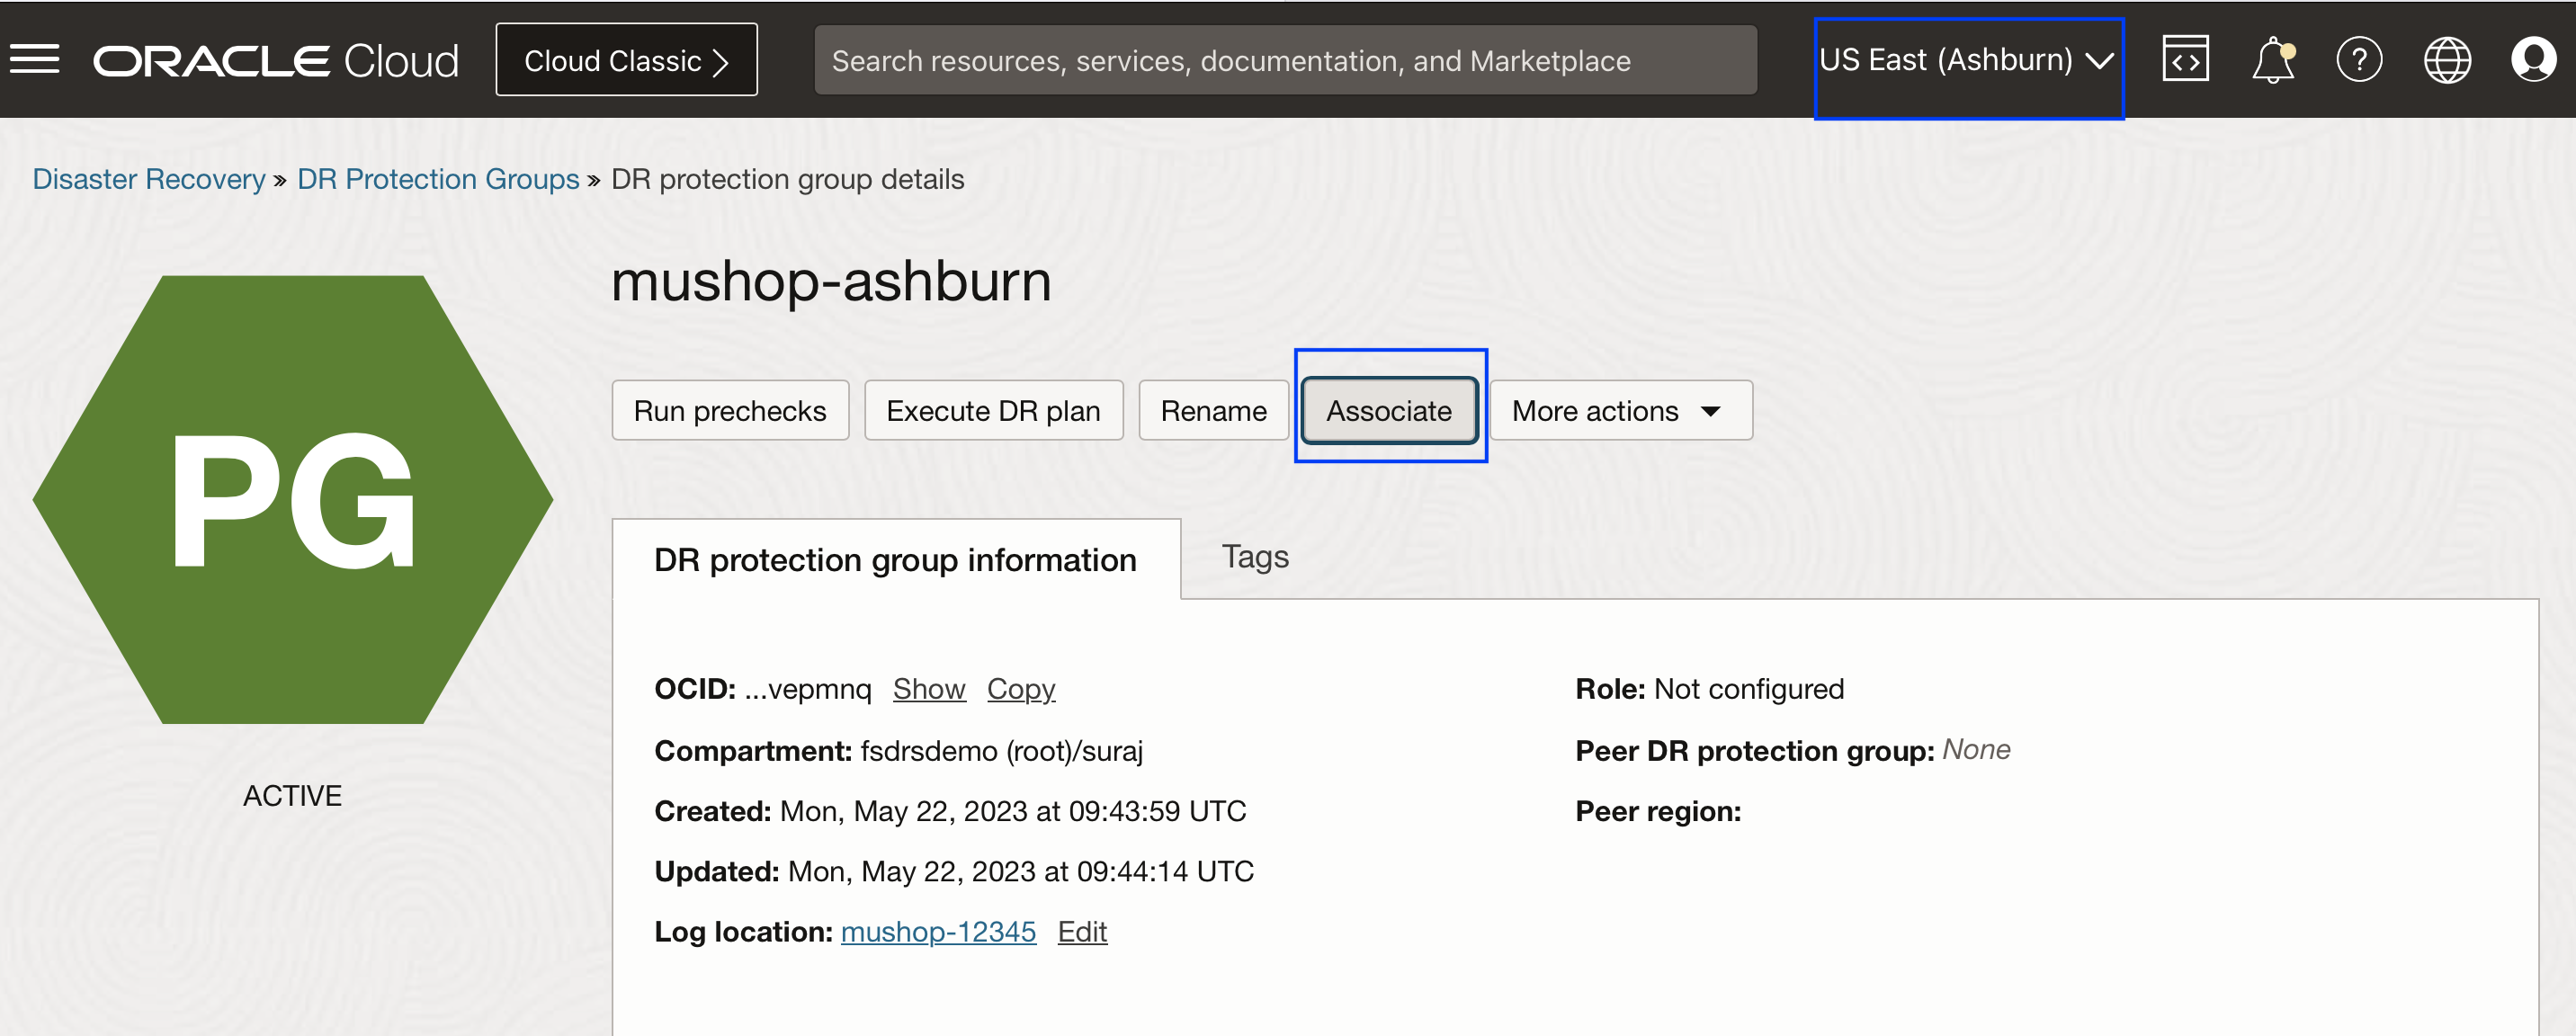 ORACLE Cloud Cloud Classic Search resources, services, documentation, and Marketplace US East (Ashburn)
Disaster Recovery » DR Protection Groups » DR protection group details
mushop-ashburn
Run prechecks Execute DR plan Rename Associate More actions
PG
ACTIVE
DR protection group information Tags
OCID: ...vepmnq Show Copy
Compartment: fsdrsdemo (root)/suraj
Created: Mon, May 22, 2023 at 09:43:59 UTC
Updated: Mon, May 22, 2023 at 09:44:14 UTC
Log location: mushop-12345 Edit
Role: Not configured
Peer DR protection group: None
Peer region: